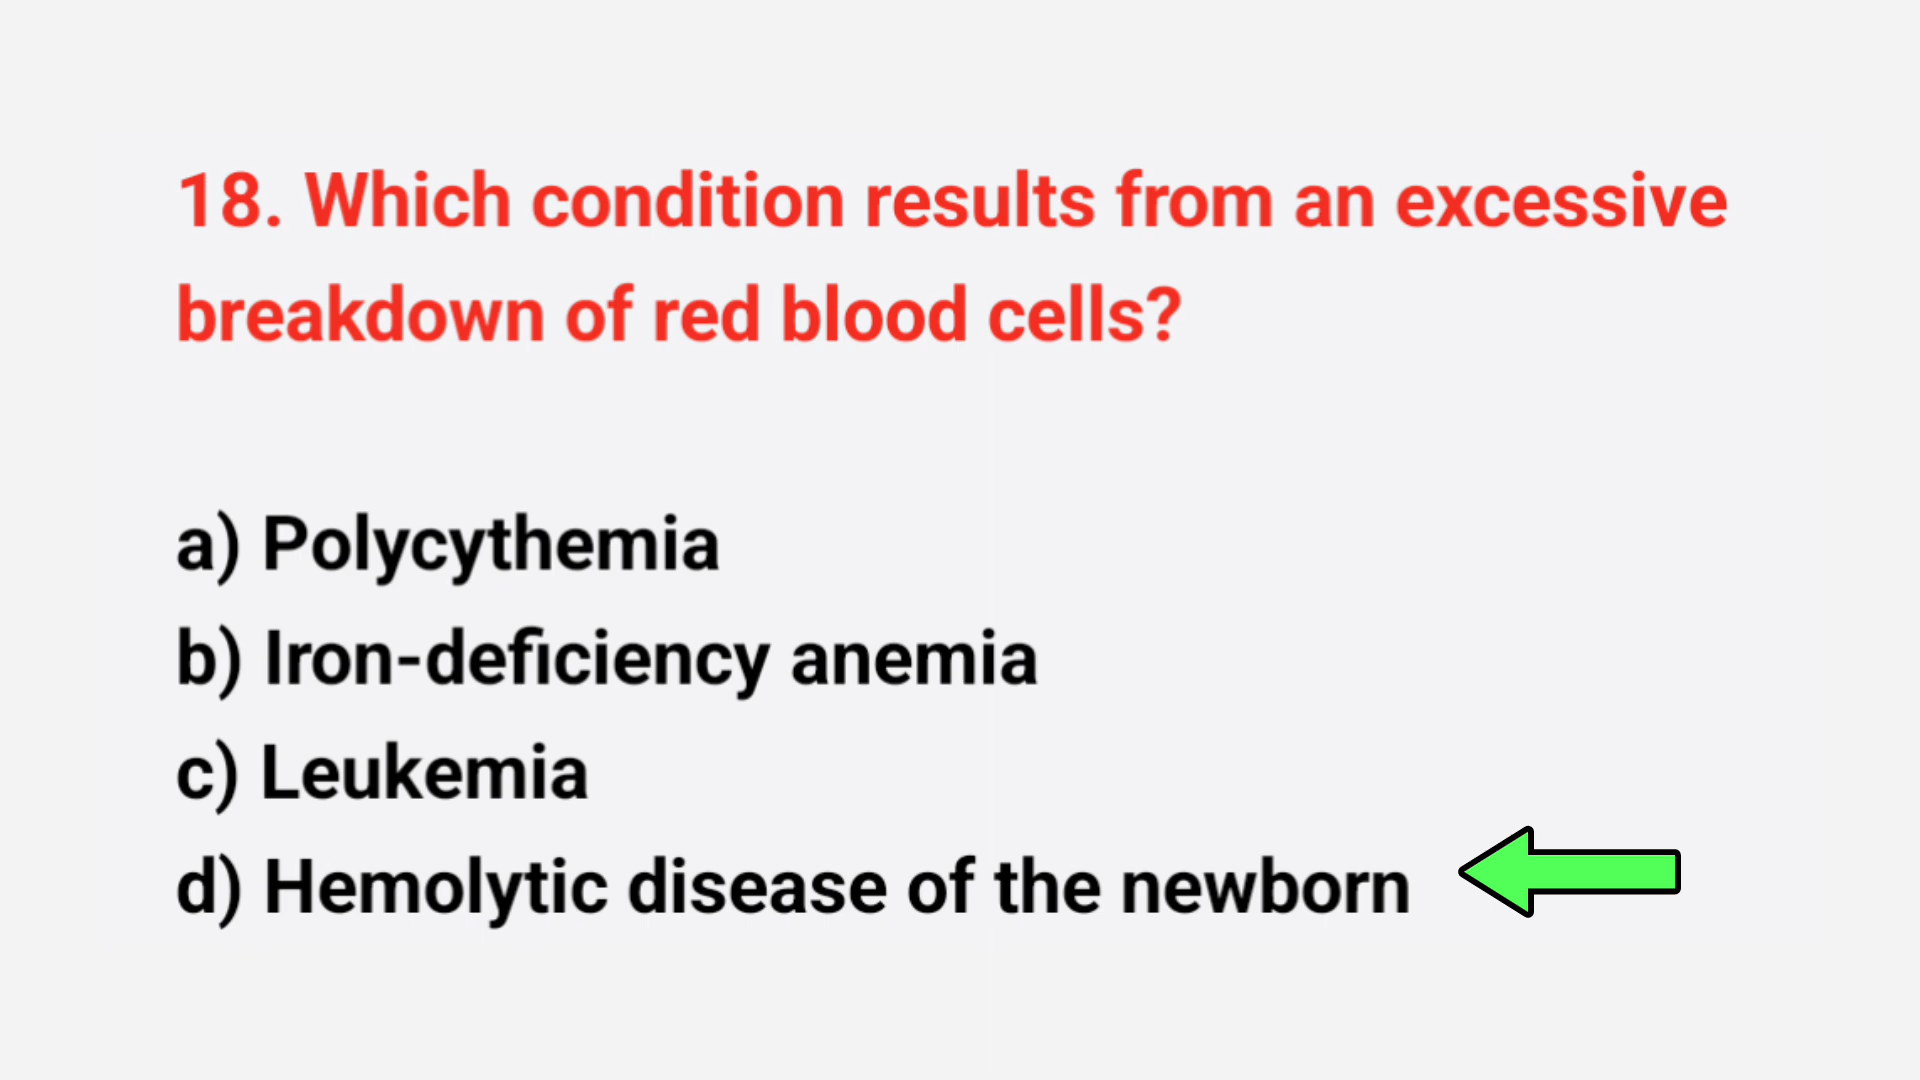 18. Which condition results from an excessive
breakdown of red blood cells?
a) Polycythemia
b) Iron-deficiency anemia
c) Leukemia
d) Hemolytic disease of the newborn